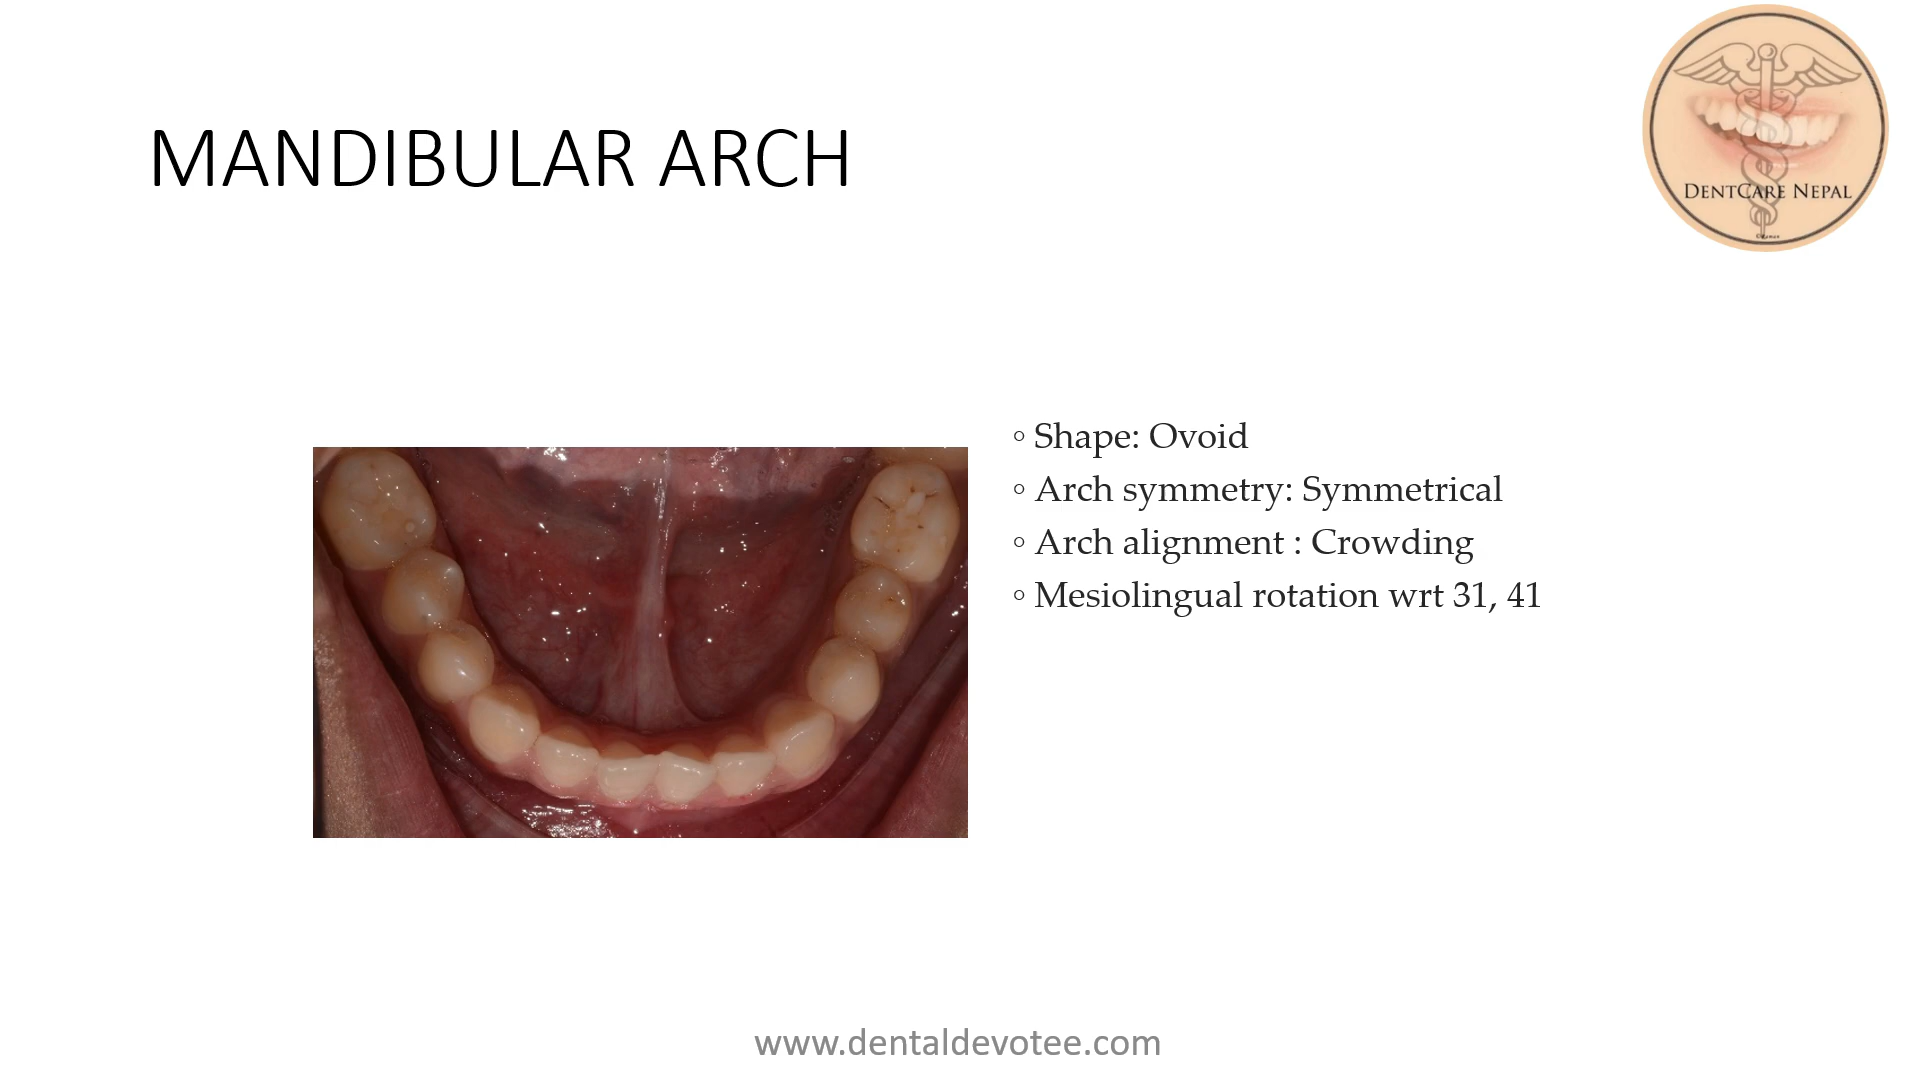 MANDIBULAR ARCH
DENTCARE NEPAL
◦ Shape: Ovoid
◦ Arch symmetry: Symmetrical
◦ Arch alignment : Crowding
◦ Mesiolingual rotation wrt 31, 41
www.dentaldevotee.com